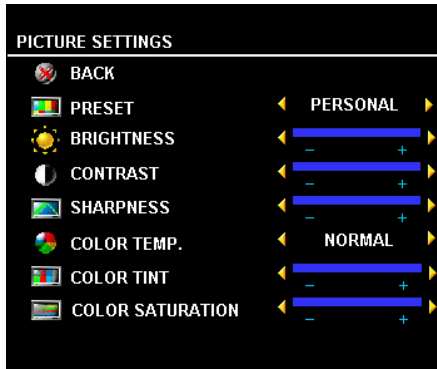 PICTURE SETTINGS
BACK
PRESET PERSONAL
BRIGHTNESS - +
CONTRAST - +
SHARPNESS - +
COLOR TEMP. NORMAL
COLOR TINT - +
COLOR SATURATION - +